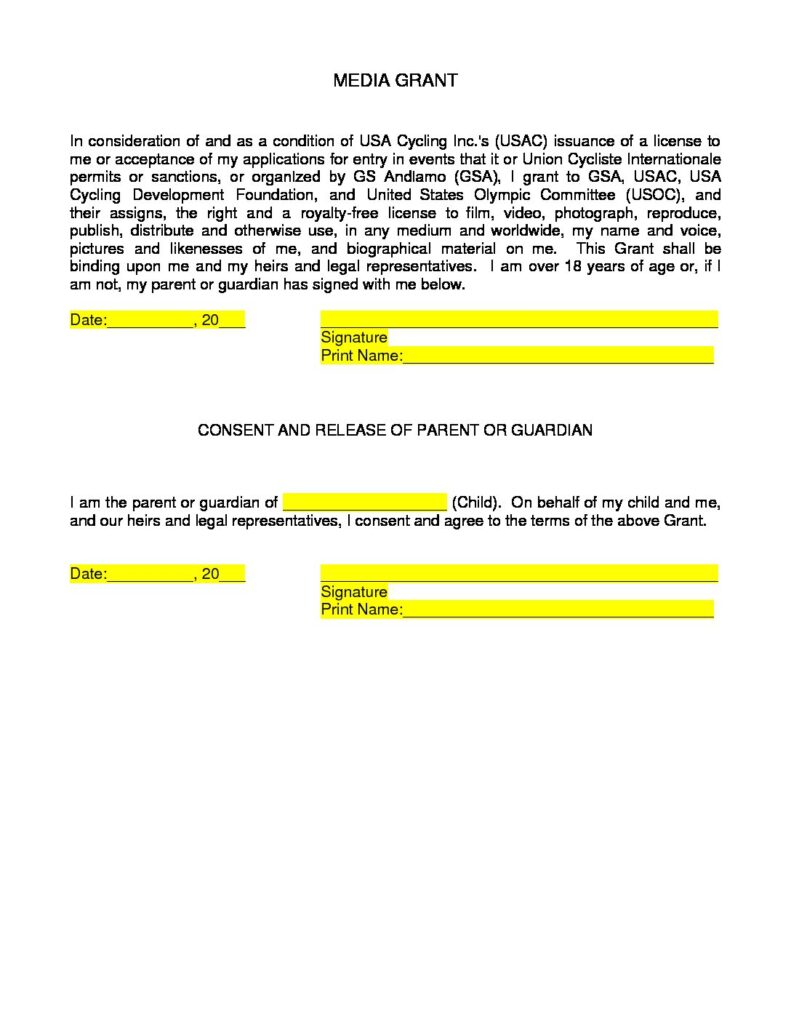 MEDIA GRANT
In consideration of and as a condition of USA Cycling Inc.'s (USAC) issuance of a license to
me or acceptance of my applications for entry in events that it or Union Cycliste Internationale
permits or sanctions, or organized by GS Andiamo (GSA), I grant to GSA, USAC, USA
Cycling Development Foundation, and United States Olympic Committee (USOC), and
their assigns, the right and a royalty-free license to film, video, photograph, reproduce,
publish, distribute and otherwise use, in any medium and worldwide, my name and voice,
pictures and likenesses of me, and biographical material on me. This Grant shall be
binding upon me and my heirs and legal representatives. I am over 18 years of age or, if I
am not, my parent or guardian has signed with me below.
Date:__________, 20___ ______________________________________________
Signature
Print Name:____________________________________
CONSENT AND RELEASE OF PARENT OR GUARDIAN
I am the parent or guardian of ___________________ (Child). On behalf of my child and me,
and our heirs and legal representatives, I consent and agree to the terms of the above Grant.
Date:__________, 20___ ______________________________________________
Signature
Print Name:____________________________________